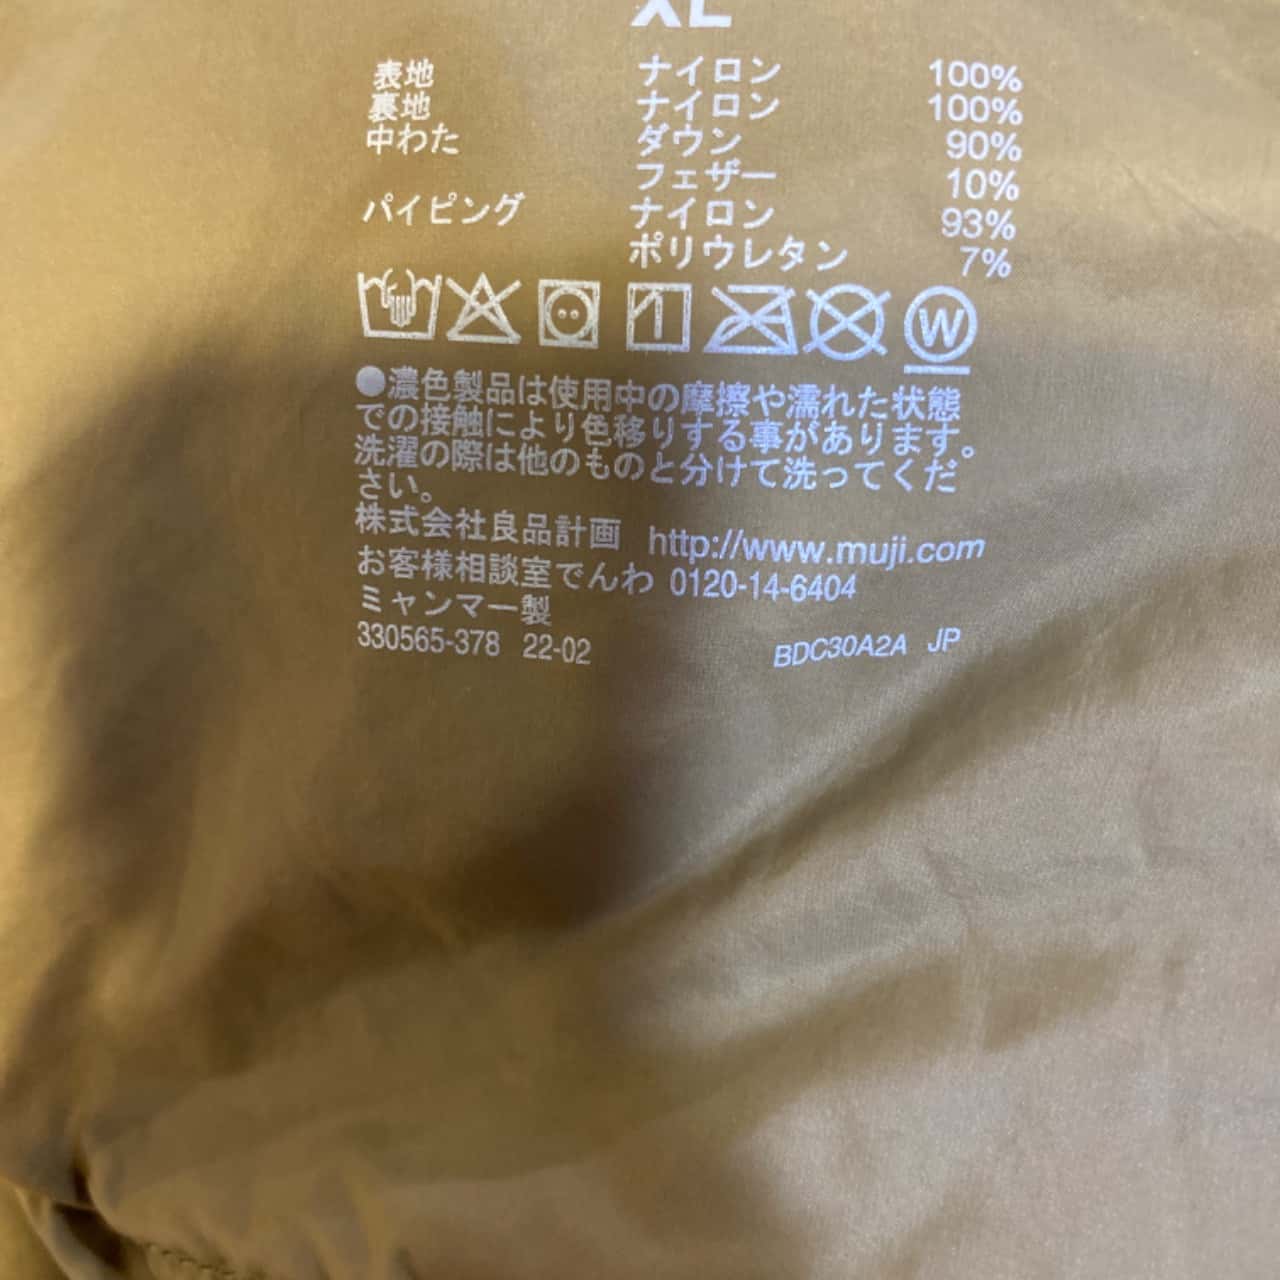 XL
表地 ナイロン 100%
裏地 ナイロン 100%
中わた ダウン 90%
フェザー 10%
パイピング ナイロン 93%
ポリウレタン 7%
W
●濃色製品は使用中の摩擦や濡れた状態
での接触により色移りする事があります。
洗濯の際は他のものと分けて洗ってくだ
さい。
株式会社良品計画 http://www.muji.com
お客様相談室でんわ 0120-14-6404
ミャンマー製
330565-378 22-02 BDC30A2A JP